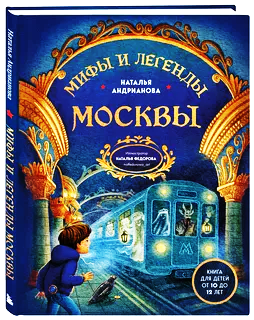 Наталья Андрианова
МИФЫ И ЛЕГЕНДЫ МОСКВЫ
МИФЫ И ЛЕГЕНДЫ
НАТАЛЬЯ
АНДРИАНОВА
МОСКВЫ
НАТАЛЬЯ ФЕДОРОВА
М
КНИГА
ДЛЯ ДЕТЕЙ
ОТ 10 ДО
12 ЛЕТ